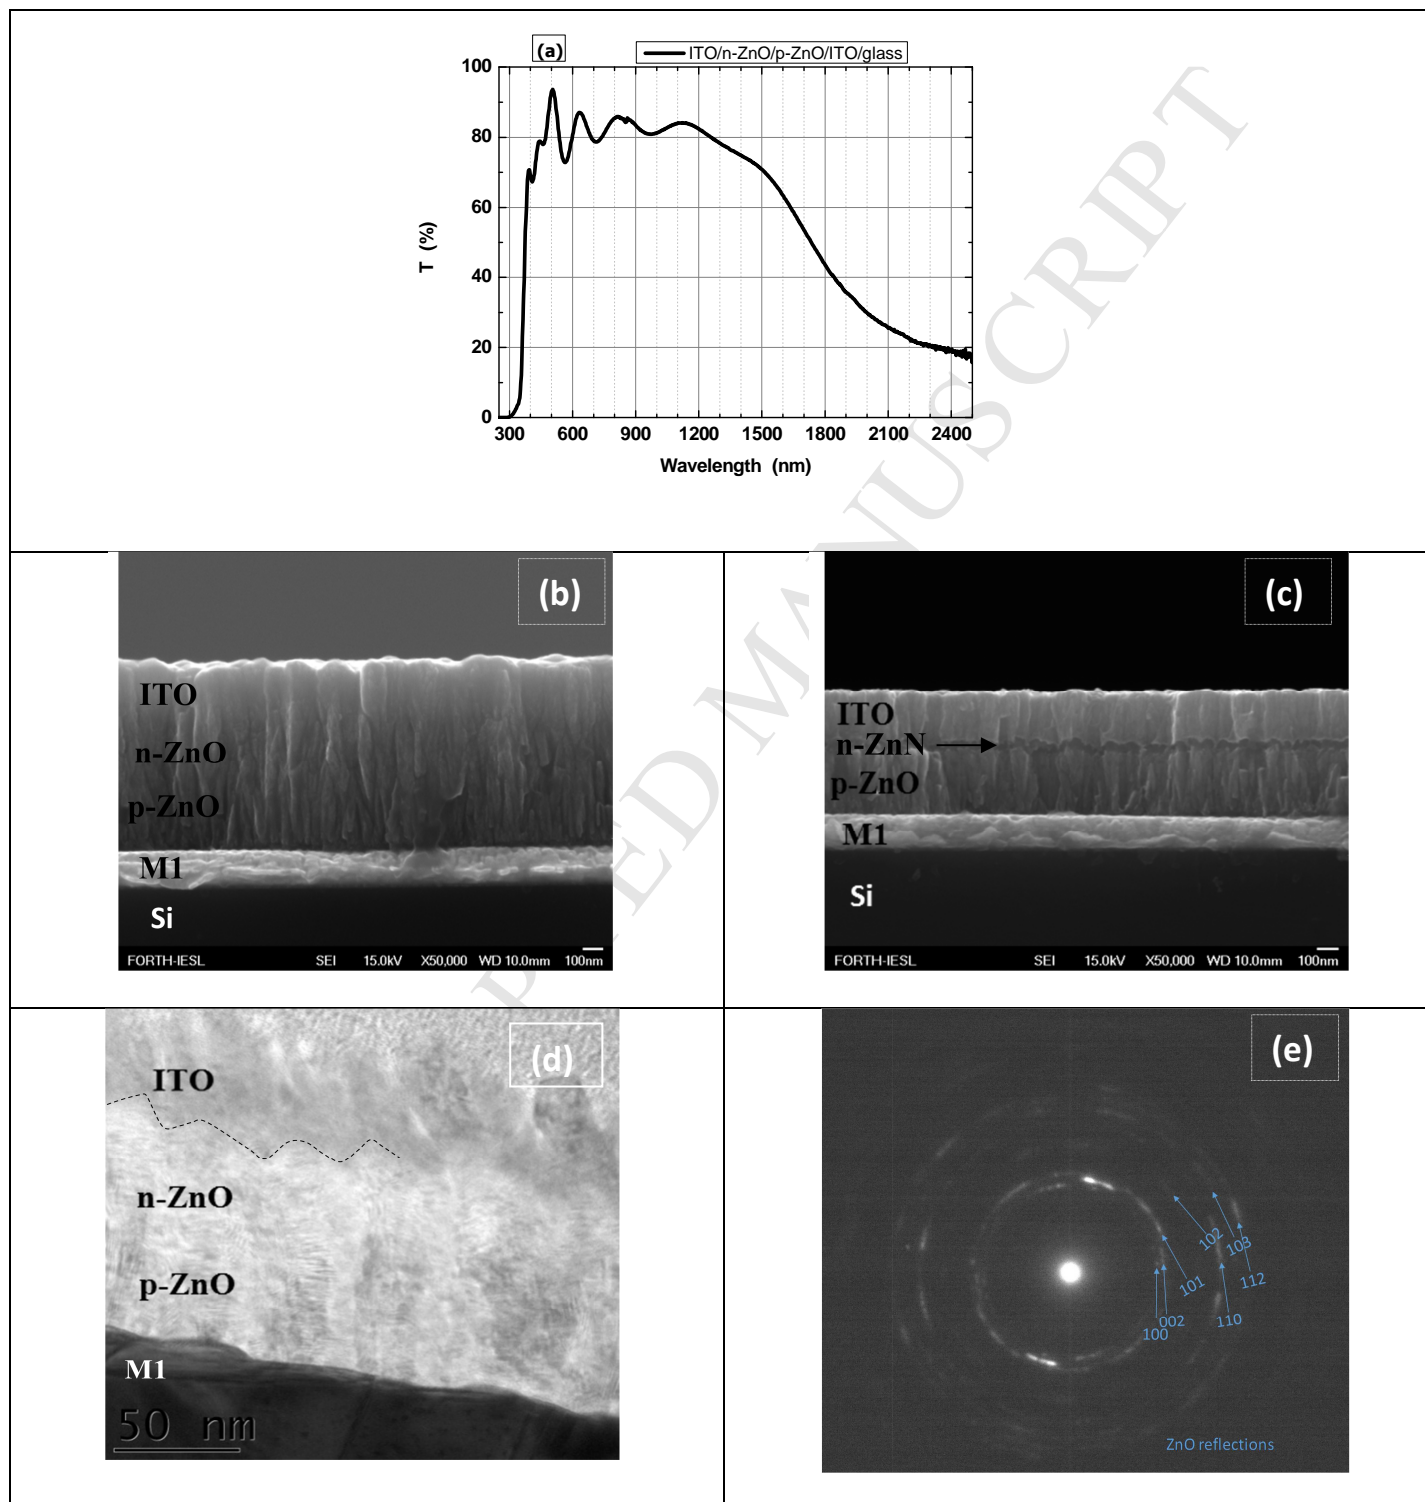 (a)
ITO/n-ZnO/p-ZnO/ITO/glass
100
80
60
40
20
0
T (%)
300 600 900 1200 1500 1800 2100 2400
Wavelength (nm)
(b)
ITO
n-ZnO
p-ZnO
M1
Si
FORTH-IESL SEI 15.0kV X50,000 WD 10.0mm 100nm
(c)
ITO
n-ZnN
p-ZnO
M1
Si
FORTH-IESL SEI 15.0kV X50,000 WD 10.0mm 100nm
(d)
ITO
n-ZnO
p-ZnO
M1
50 nm
(e)
102
103
112
101
002
100
110
ZnO reflections
PTED MANUSCRIPT